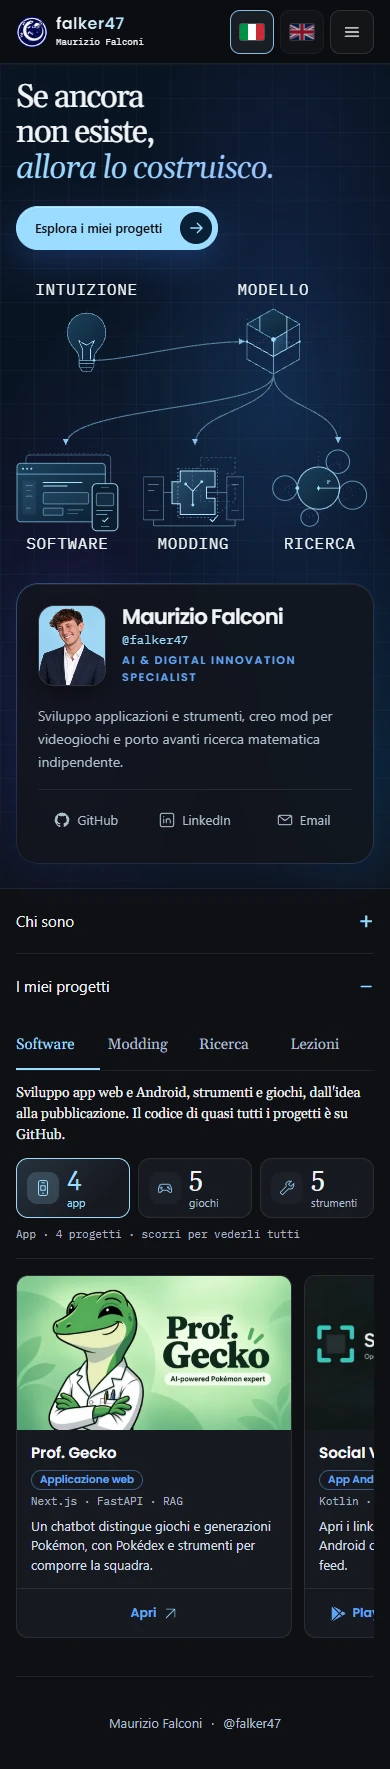 falker47
Maurizio Falconi
Se ancora
non esiste,
allora lo costruisco.
Esplora i miei progetti
INTUIZIONE
MODELLO
SOFTWARE
MODDING
RICERCA
Maurizio Falconi
@falker47
AI & DIGITAL INNOVATION
SPECIALIST
Sviluppo applicazioni e strumenti, creo mod per
videogiochi e porto avanti ricerca matematica
indipendente.
GitHub
LinkedIn
Email
Chi sono
I miei progetti
Software
Modding
Ricerca
Lezioni
Sviluppo app web e Android, strumenti e giochi, dall'idea
alla pubblicazione. Il codice di quasi tutti i progetti è su
GitHub.
4
app
5
giochi
5
strumenti
App · 4 progetti · scorri per vederli tutti
Prof.
Gecko
AI-powered Pokémon expert
Prof. Gecko
Applicazione web
Next.js · FastAPI · RAG
Un chatbot distingue giochi e generazioni
Pokémon, con Pokédex e strumenti per
comporre la squadra.
Apri
S
Social V
App And
Kotlin ·
Apri i link
Android c
feed.
Play
Maurizio Falconi · @falker47